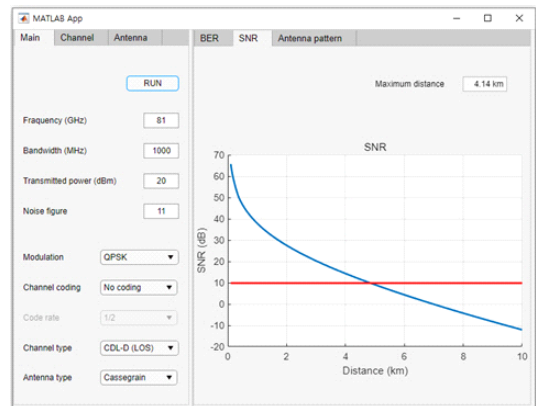 MATLAB App
Main Channel Antenna
RUN
Frequency (GHz) 81
Bandwidth (MHz) 1000
Transmitted power (dBm) 20
Noise figure 11
Modulation QPSK
Channel coding No coding
Code rate 1/2
Channel type CDL-D (LOS)
Antenna type Cassegrain
BER SNR Antenna pattern
Maximum distance 4.14 km
SNR
70
60
50
40
30
20
10
0
-10
-20
SNR (dB)
0 2 4 6 8 10
Distance (km)